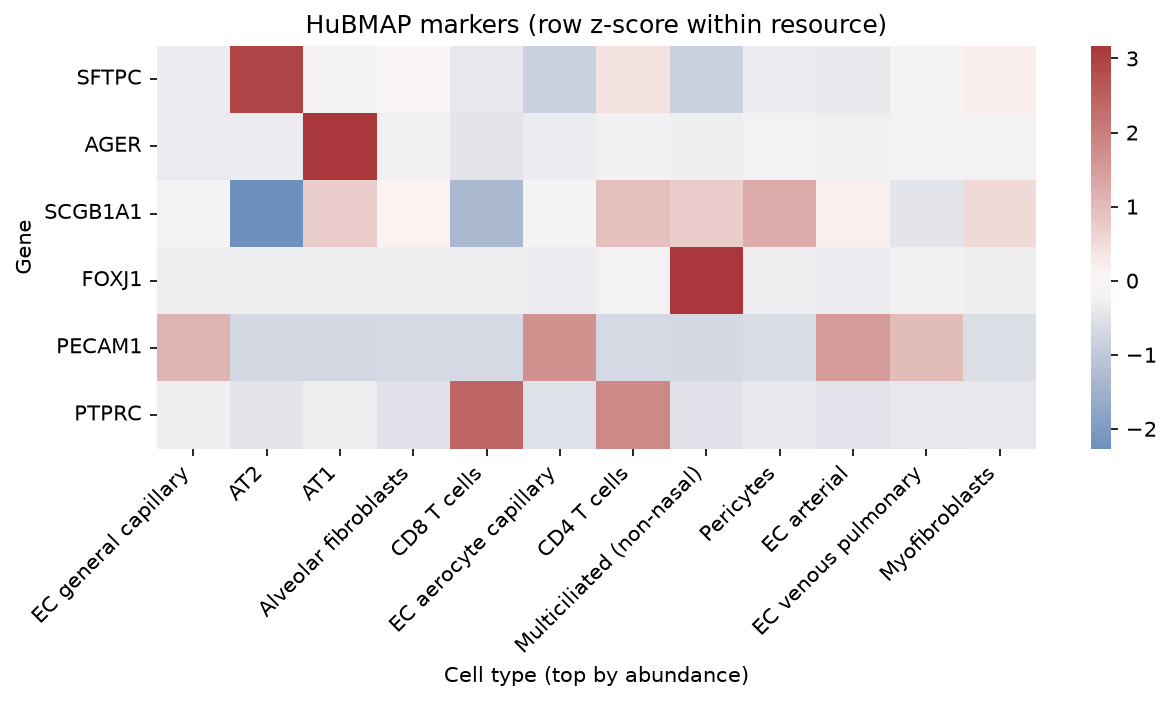 HuBMAP markers (row z-score within resource)
Gene
SFTPC
AGER
SCGB1A1
FOXJ1
PECAM1
PTPRC
3
2
1
0
−1
−2
EC general capillary
AT2
AT1
Alveolar fibroblasts
CD8 T cells
EC aerocyte capillary
CD4 T cells
Multiciliated (non-nasal)
Pericytes
EC arterial
EC venous pulmonary
Myofibroblasts
Cell type (top by abundance)